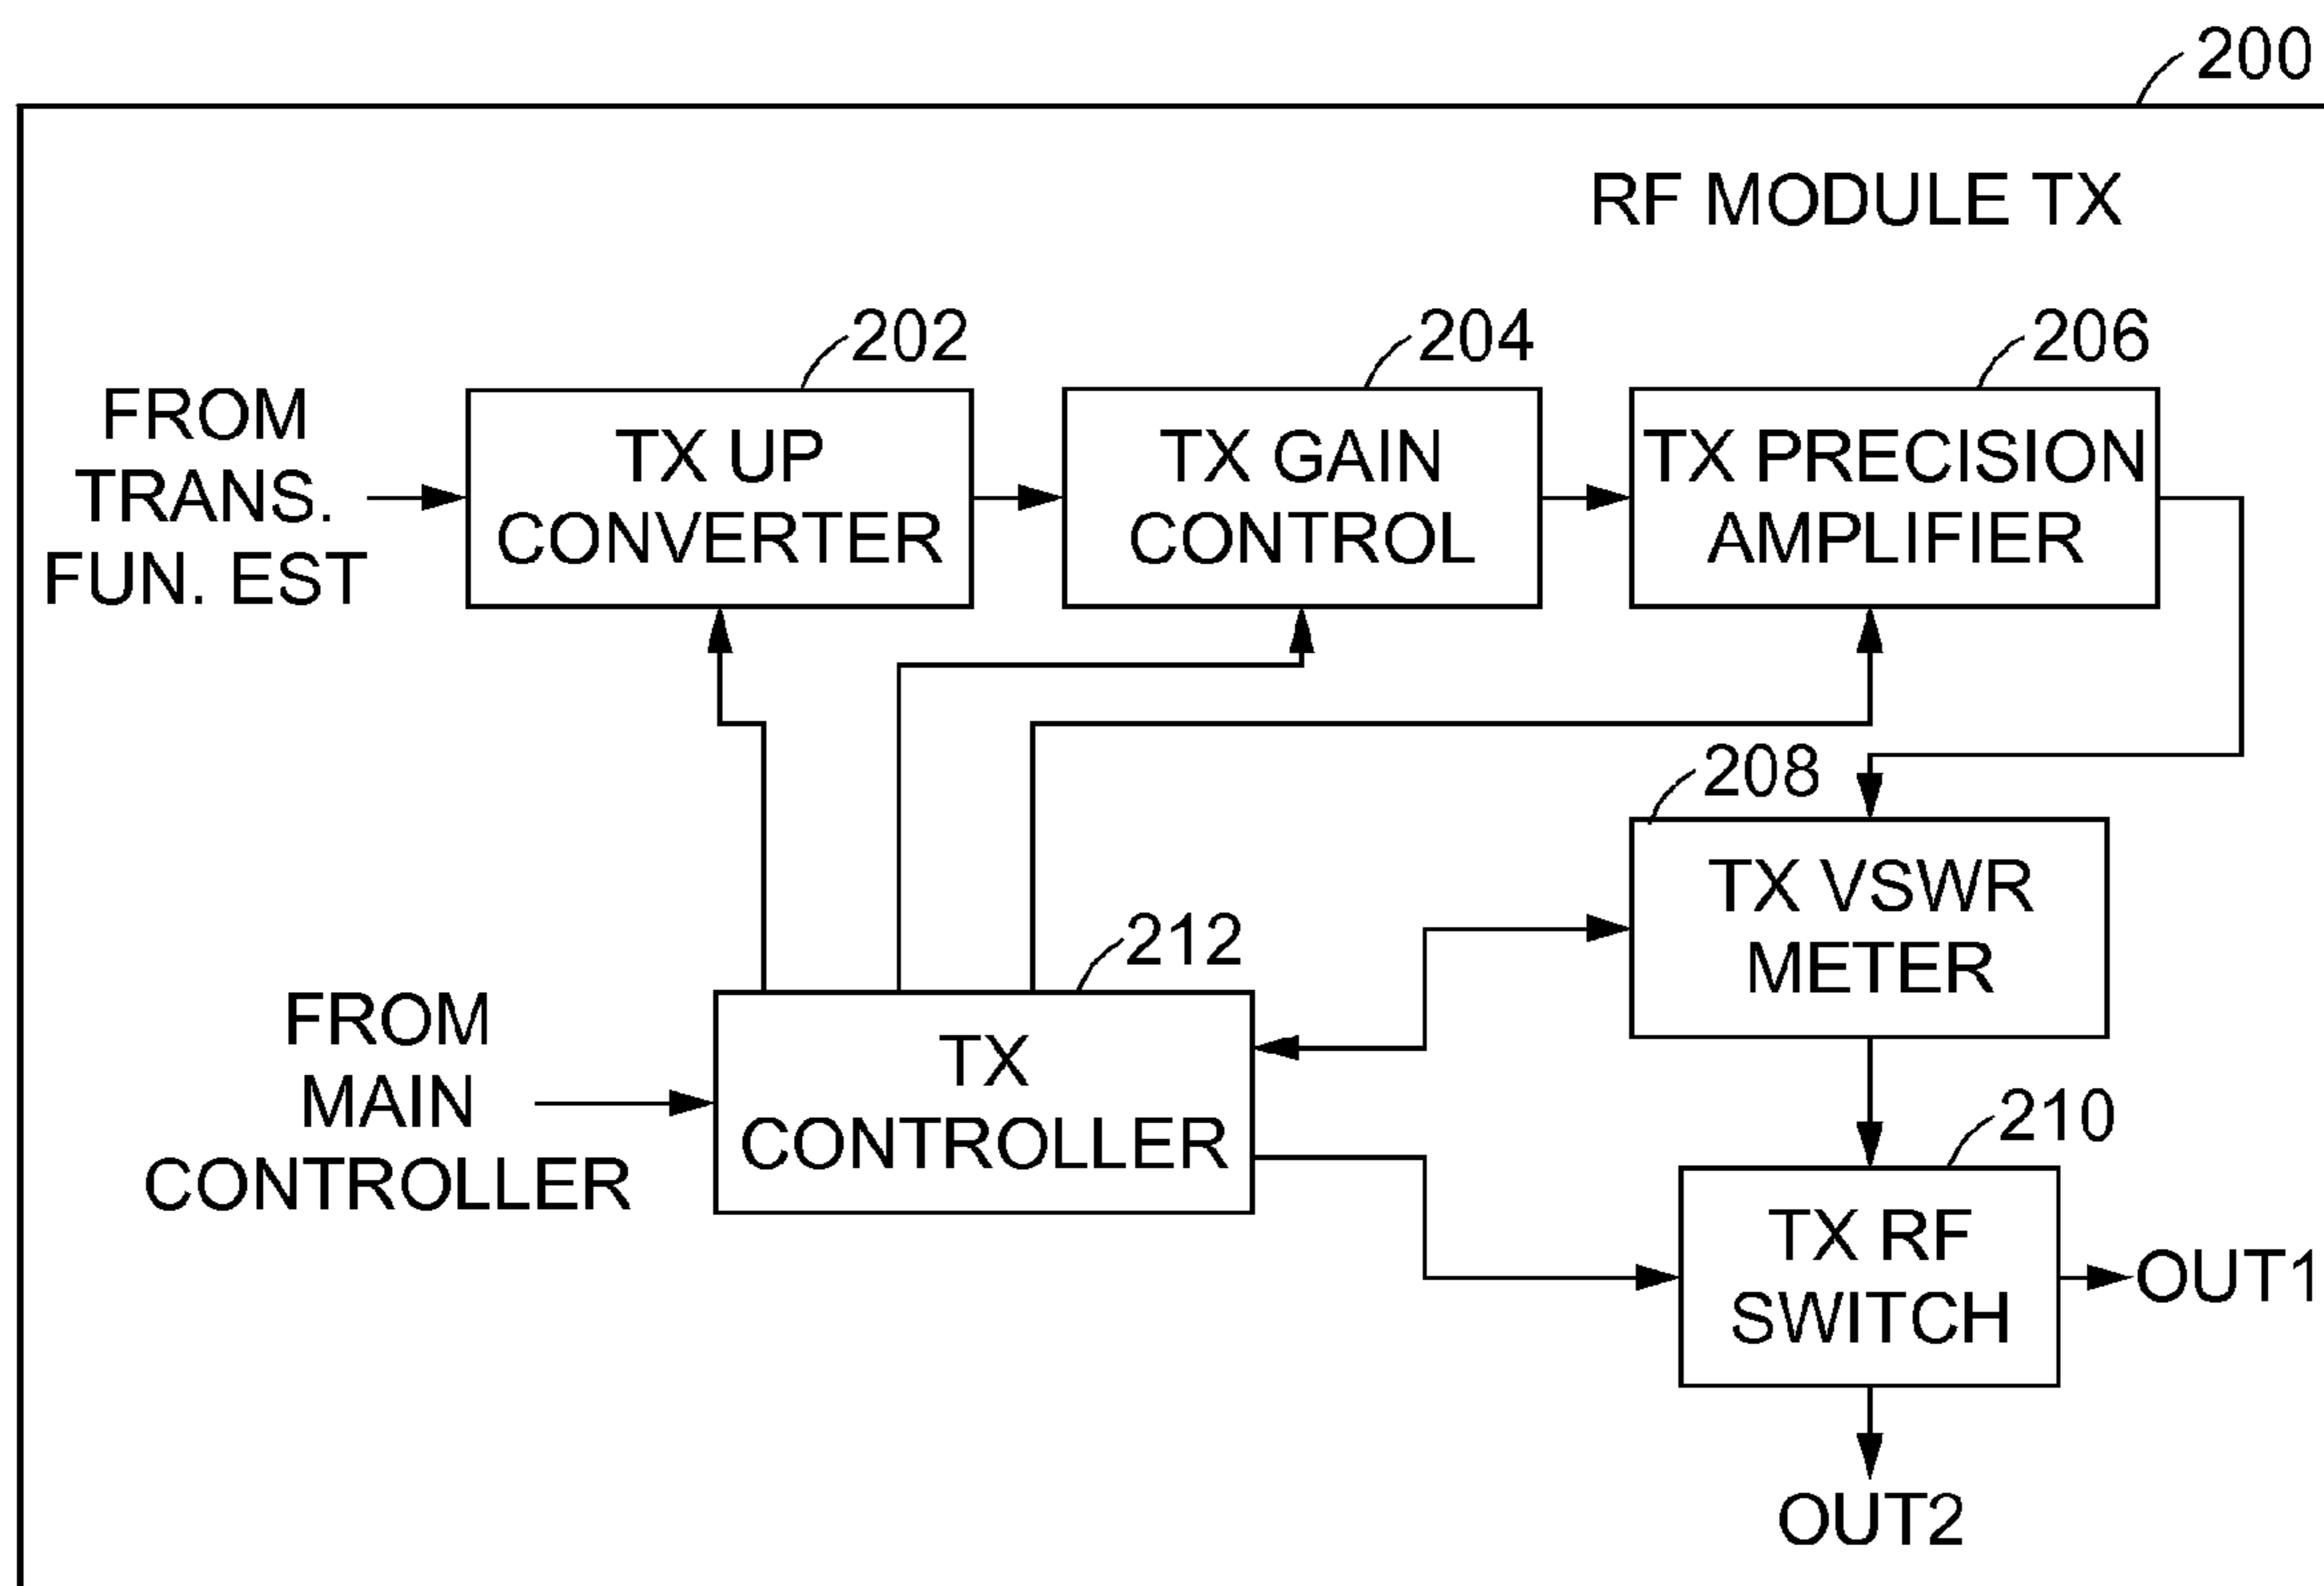 200
RF MODULE TX
202
204
206
FROM
TRANS.
FUN. EST
TX UP
CONVERTER
TX GAIN
CONTROL
TX PRECISION
AMPLIFIER
208
TX VSWR
METER
212
FROM
MAIN
CONTROLLER
TX
CONTROLLER
210
TX RF
SWITCH
OUT1
OUT2